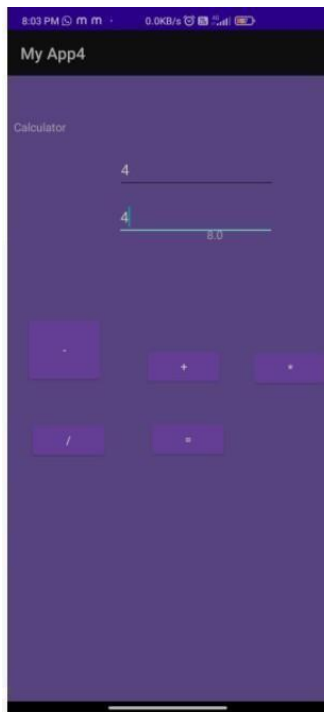 8:03 PM m m · 0.0KB/s
My App4
Calculator
4
4
8.0
-
+ *
/ =